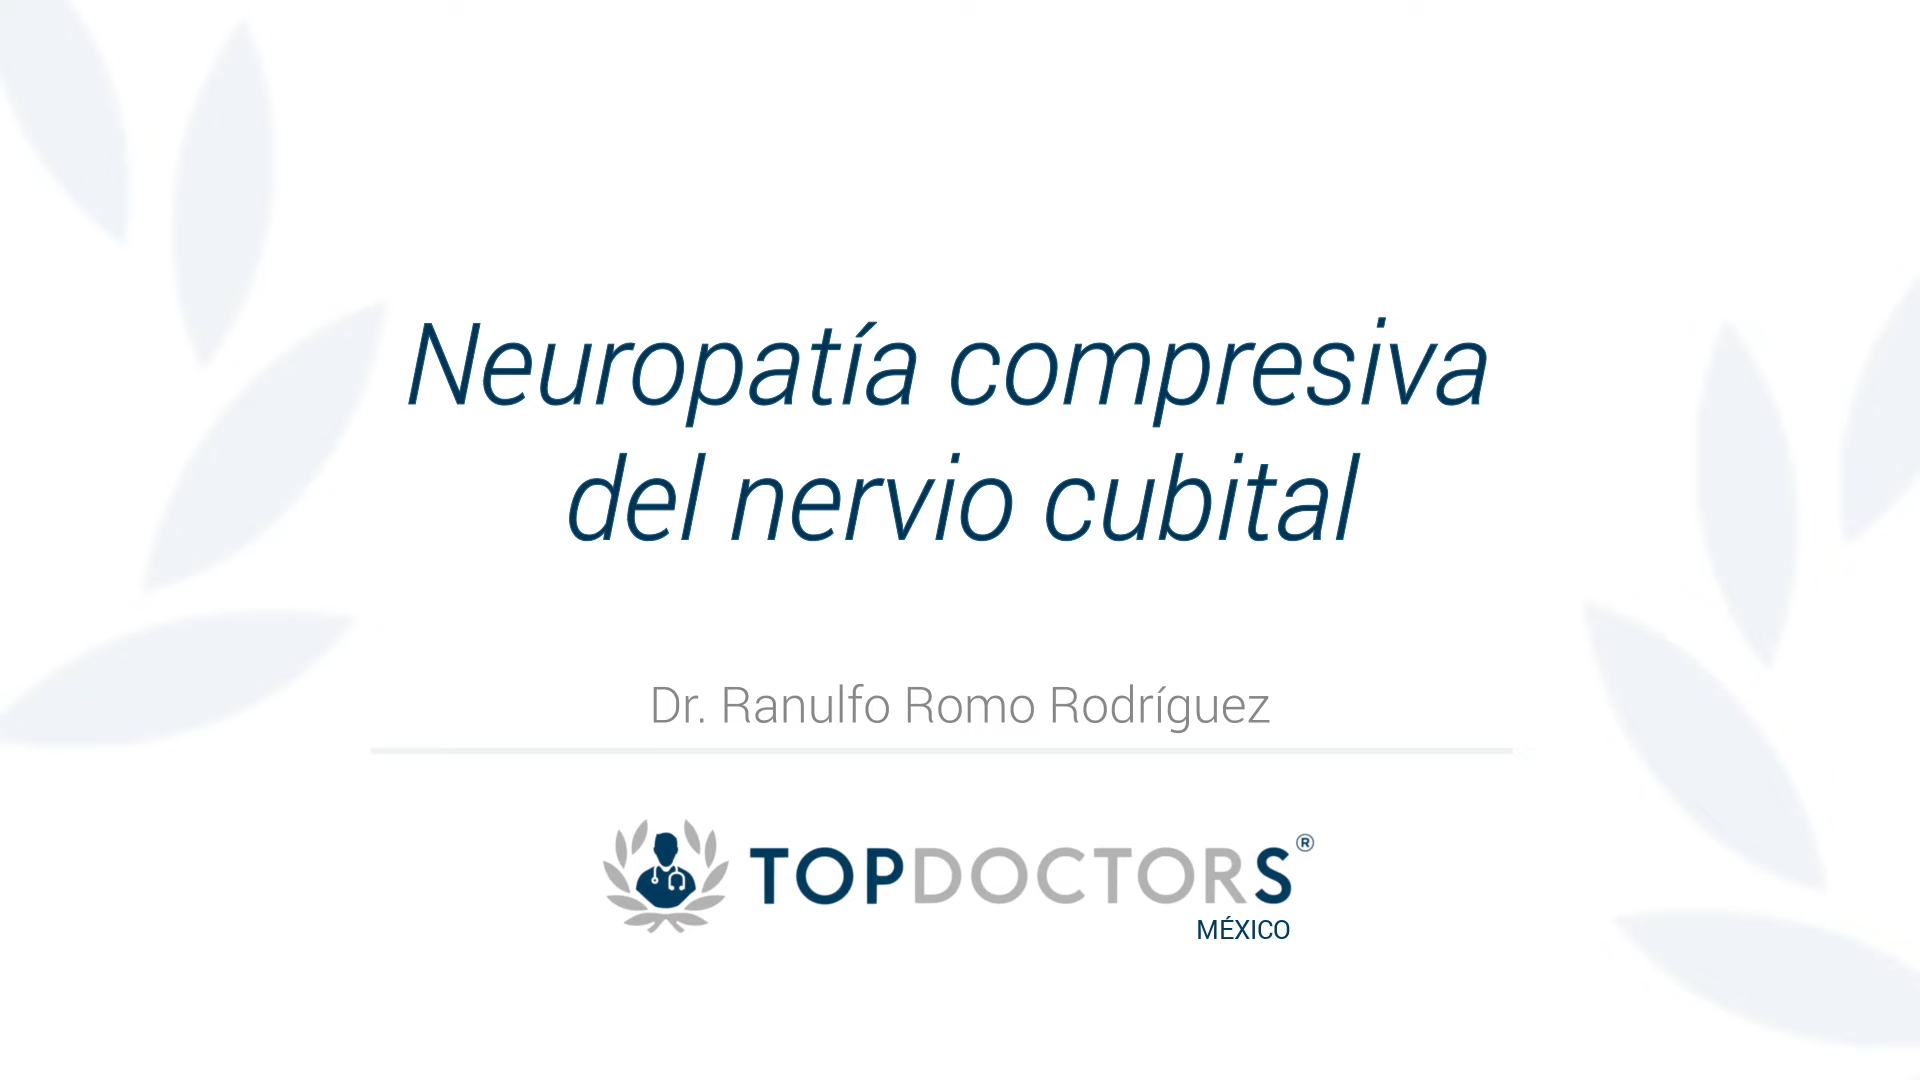 Neuropatía compresiva
del nervio cubital
Dr. Ranulfo Romo Rodríguez
TOPDOCTORS®
MÉXICO